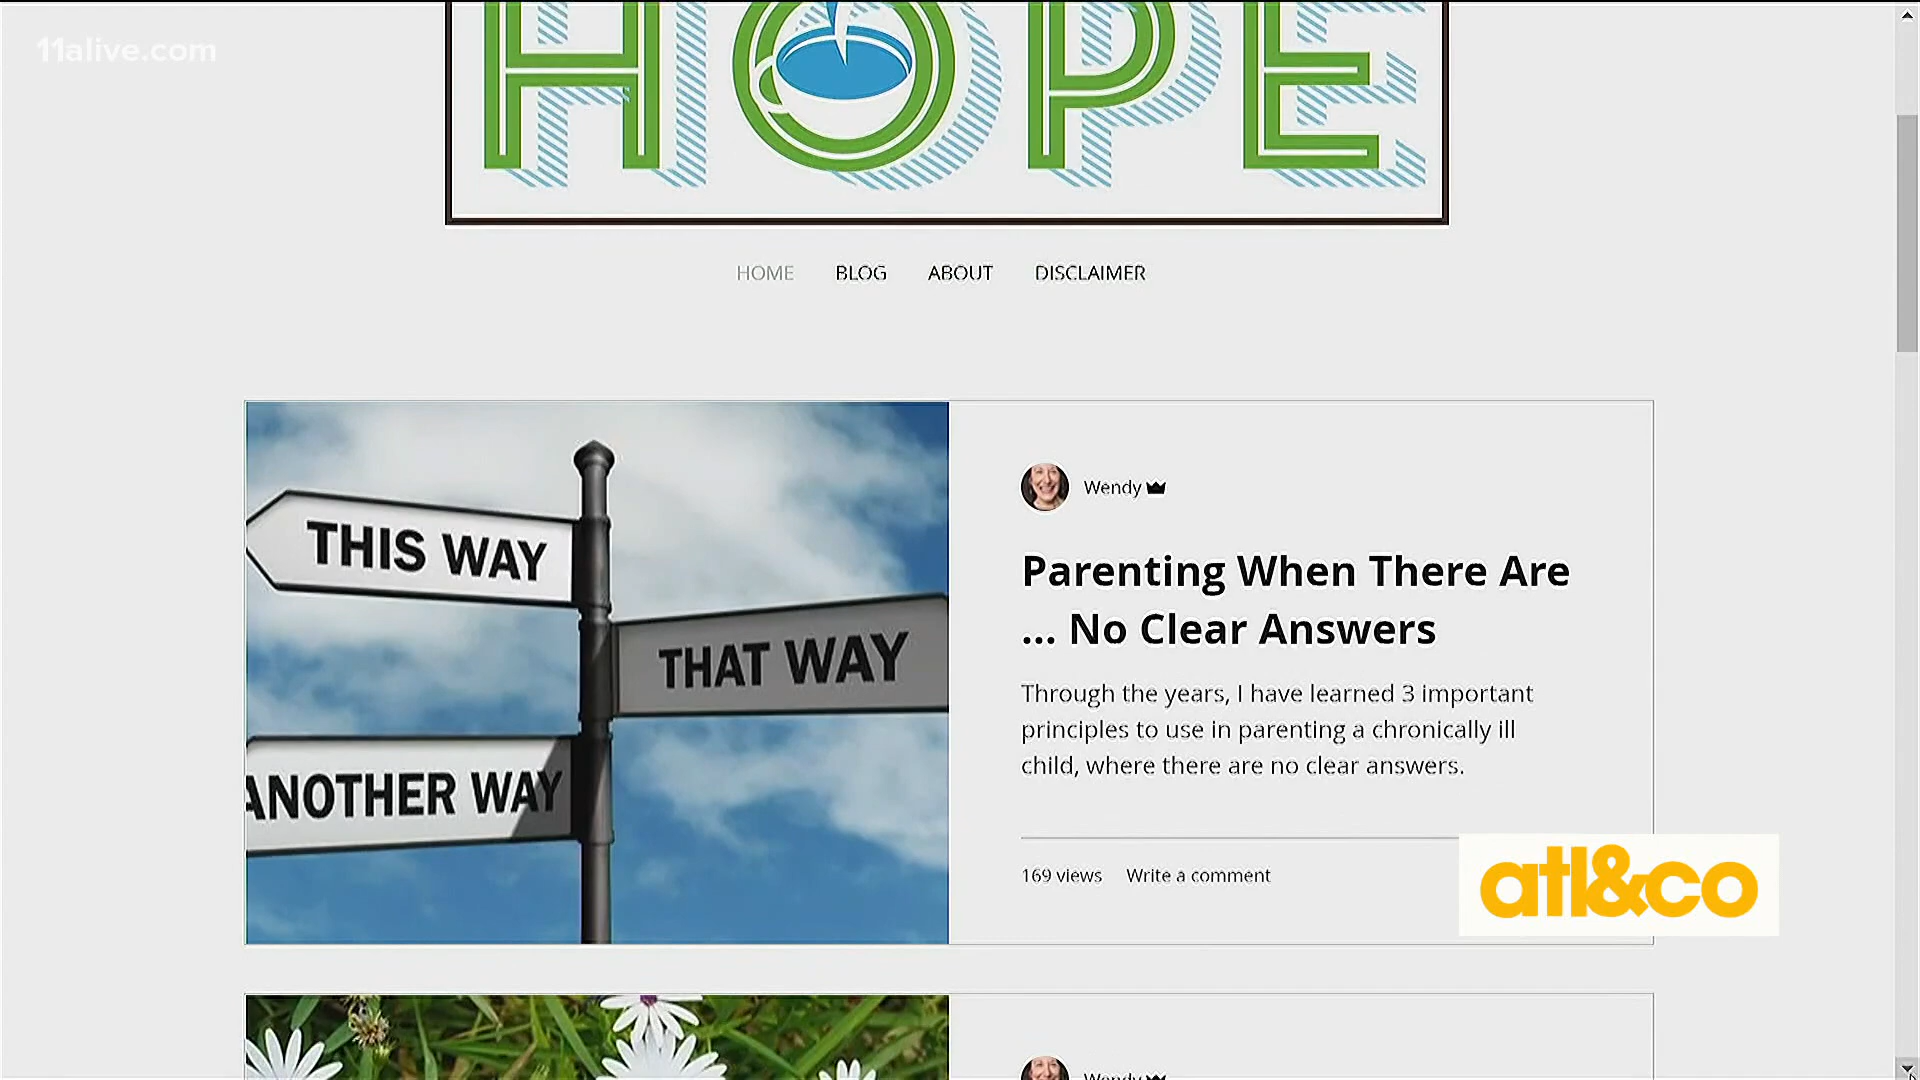 11alive.com
HOPE
HOME BLOG ABOUT DISCLAIMER
THIS WAY
THAT WAY
ANOTHER WAY
Wendy
Parenting When There Are
... No Clear Answers
Through the years, I have learned 3 important
principles to use in parenting a chronically ill
child, where there are no clear answers.
169 views Write a comment
atl&co
Wendy